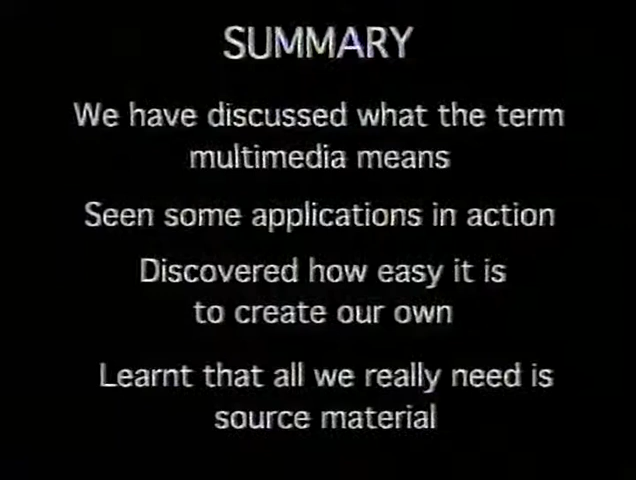 SUMMARY
We have discussed what the term
multimedia means
Seen some applications in action
Discovered how easy it is
to create our own
Learnt that all we really need is
source material